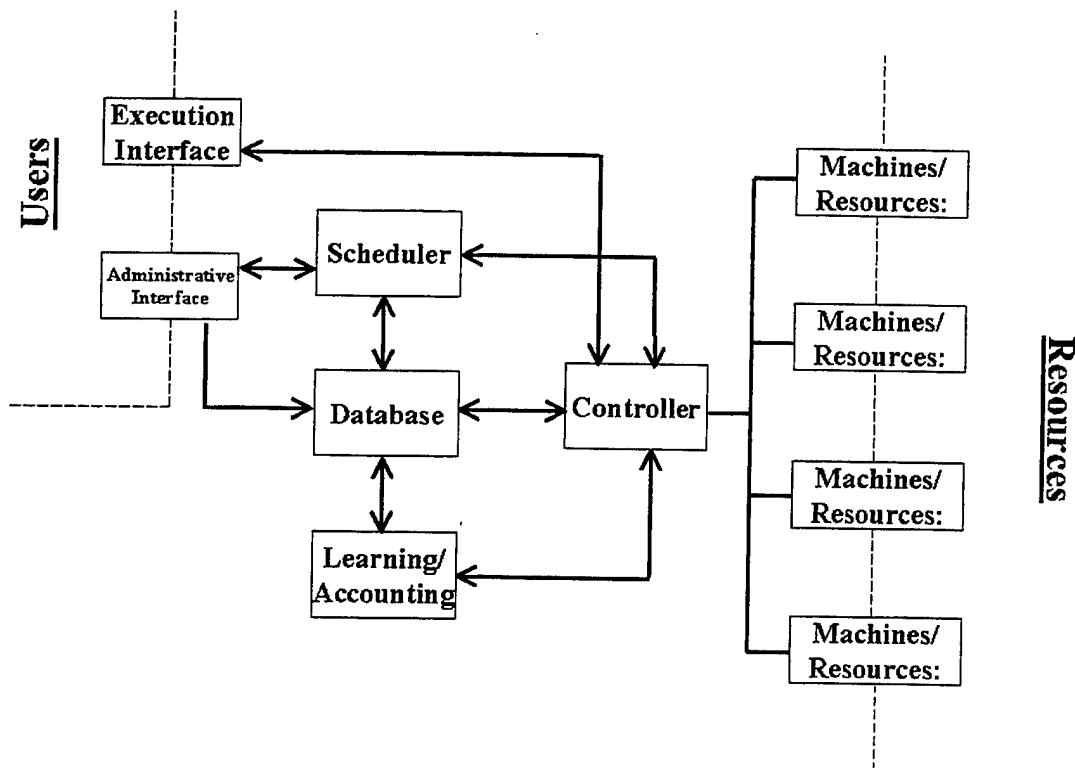 Users
Execution
Interface
Administrative
Interface
Scheduler
Database
Learning/
Accounting
Controller
Machines/
Resources:
Machines/
Resources:
Machines/
Resources:
Machines/
Resources:
Resources